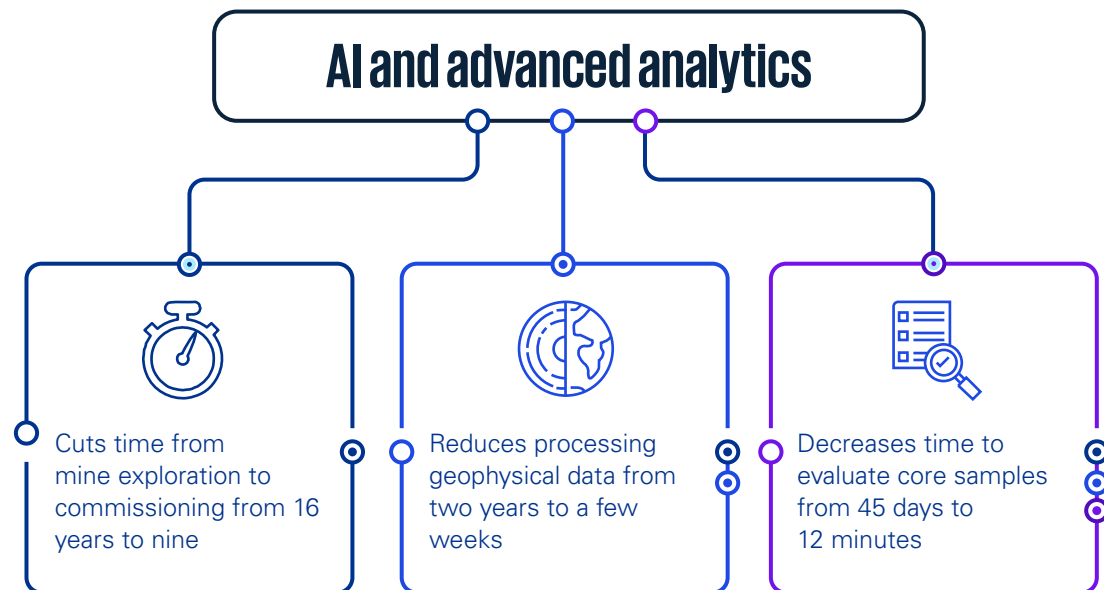 AI and advanced analytics
Cuts time from
mine exploration to
commissioning from 16
years to nine
Reduces processing
geophysical data from
two years to a few
weeks
Decreases time to
evaluate core samples
from 45 days to
12 minutes